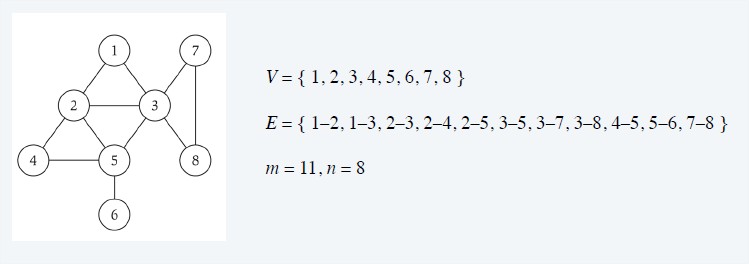 1 7
2 3
4 5 8
6
V = { 1, 2, 3, 4, 5, 6, 7, 8 }
E = { 1–2, 1–3, 2–3, 2–4, 2–5, 3–5, 3–7, 3–8, 4–5, 5–6, 7–8 }
m = 11, n = 8